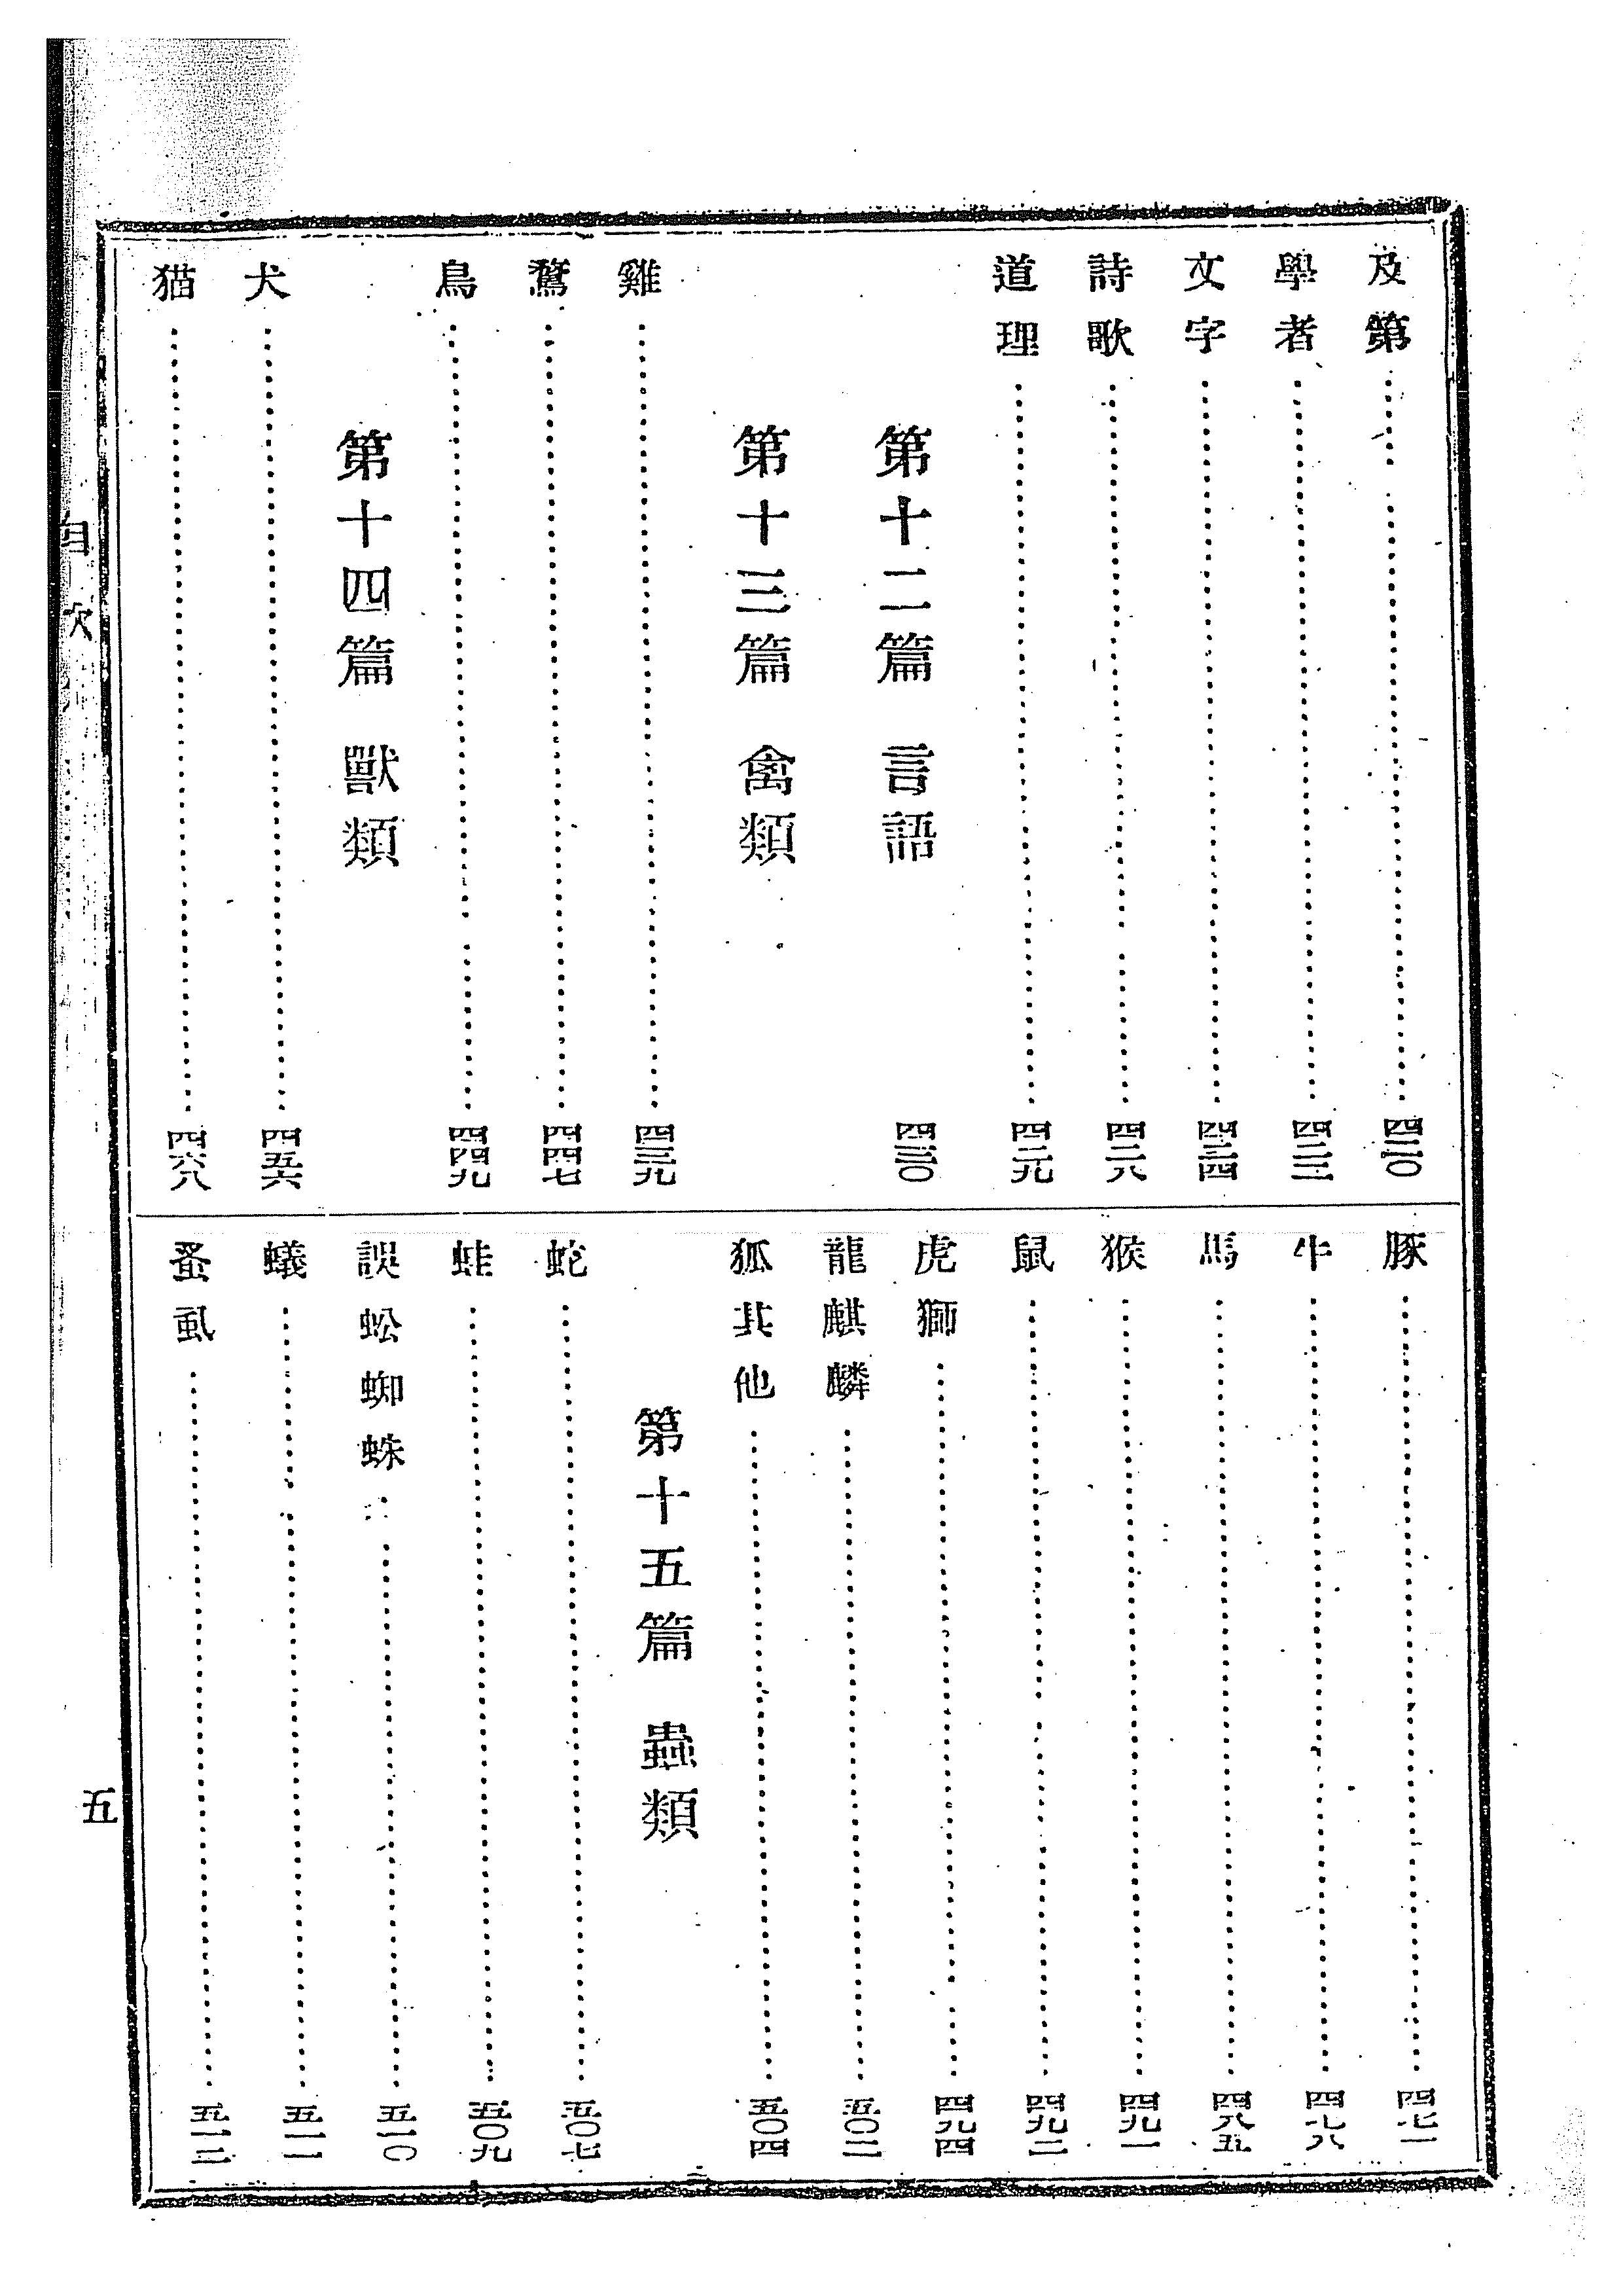 及第………四二〇
學者………四二三
文字………四二四
詩歌………四二八
道理………四二九
第十二篇 言語 四三〇
第十三篇 禽類
雞………四三九
鶩………四四七
鳥………四四九
第十四篇 獸類
犬………四五六
猫………四六八
豚………四七一
牛………四七八
馬………四八五
猴………四九一
鼠………四九二
虎獅………四九四
龍麒麟………五〇二
狐其他………五〇四
第十五篇 蟲類
蛇………五〇七
蛙………五〇九
誤蚣蜘蛛………五一〇
蟻………五一一
蚤虱………五一二
目次 五